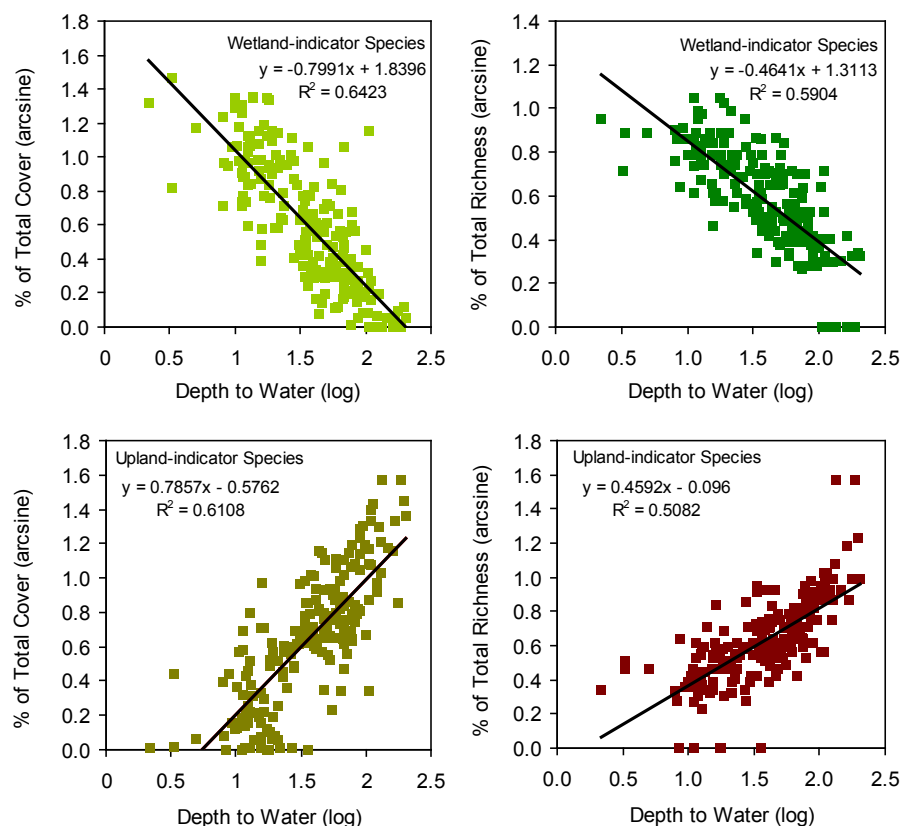 Wetland-indicator Species
y = -0.7991x + 1.8396
R² = 0.6423
% of Total Cover (arcsine)
1.8
1.6
1.4
1.2
1.0
0.8
0.6
0.4
0.2
0.0
0 0.5 1.0 1.5 2.0 2.5
Depth to Water (log)
Wetland-indicator Species
y = -0.4641x + 1.3113
R² = 0.5904
% of Total Richness (arcsine)
1.4
1.2
1.0
0.8
0.6
0.4
0.2
0.0
0 0.5 1.0 1.5 2.0 2.5
Depth to Water (log)
Upland-indicator Species
y = 0.7857x - 0.5762
R² = 0.6108
% of Total Cover (arcsine)
1.8
1.6
1.4
1.2
1.0
0.8
0.6
0.4
0.2
0.0
0 0.5 1.0 1.5 2.0 2.5
Depth to Water (log)
Upland-indicator Species
y = 0.4592x - 0.096
R² = 0.5082
% of Total Richness (arcsine)
1.8
1.6
1.4
1.2
1.0
0.8
0.6
0.4
0.2
0.0
0 0.5 1.0 1.5 2.0 2.5
Depth to Water (log)